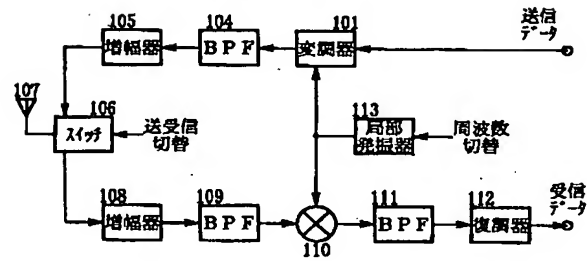 105
104
101
送信
データ
増幅器
BPF
変調器
107
106
113
スイッチ
送受信
切替
局部
発振器
周波数
切替
108
109
111
112
受信
データ
増幅器
BPF
BPF
復調器
110